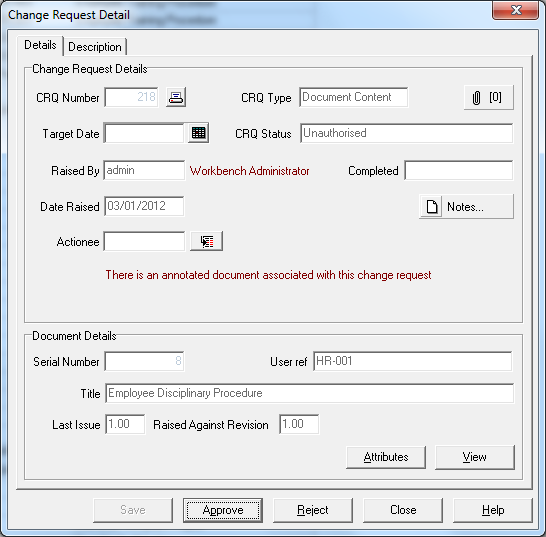 Change Request Detail
Details Description
Change Request Details
CRQ Number 218 CRQ Type Document Content [0]
Target Date CRQ Status Unauthorised
Raised By admin Workbench Administrator Completed
Date Raised 03/01/2012 Notes...
Actionee
There is an annotated document associated with this change request
Document Details
Serial Number 8 User ref HR-001
Title Employee Disciplinary Procedure
Last Issue 1.00 Raised Against Revision 1.00
Attributes View
Save Approve Reject Close Help